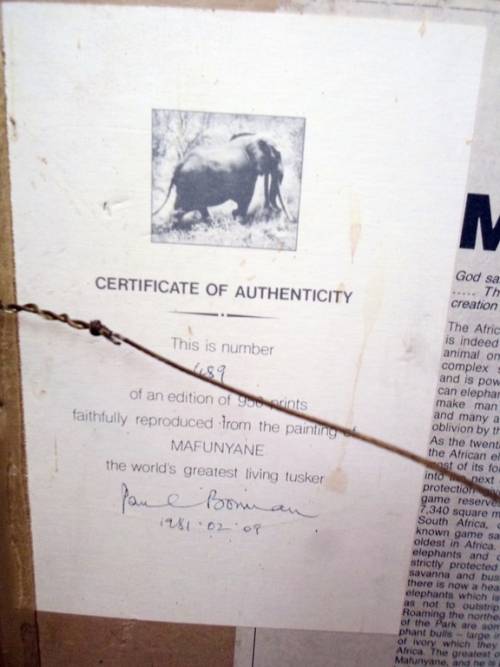 CERTIFICATE OF AUTHENTICITY
This is number
489
of an edition of 950 prints
faithfully reproduced from the painting of
MAFUNYANE
the world's greatest living tusker
Paul Bosman
1981·02·09
M
God sa
..... Th
creation
The Afric
is indeed
animal on
complex s
and is pow
can elephan
make man
and many a
oblivion by th
As the twent
the African el
most of its fo
into the next
protection
game reserve
7,340 square m
South Africa,
known game sa
oldest in Africa.
elephants and
strictly protected
savanna and bus
there is now a hea
elephants which is
as not to outstrip
Roaming the northe
of the Park are som
phant bulls – large
of ivory which they
Africa. The greatest o
Mafunyane, and his